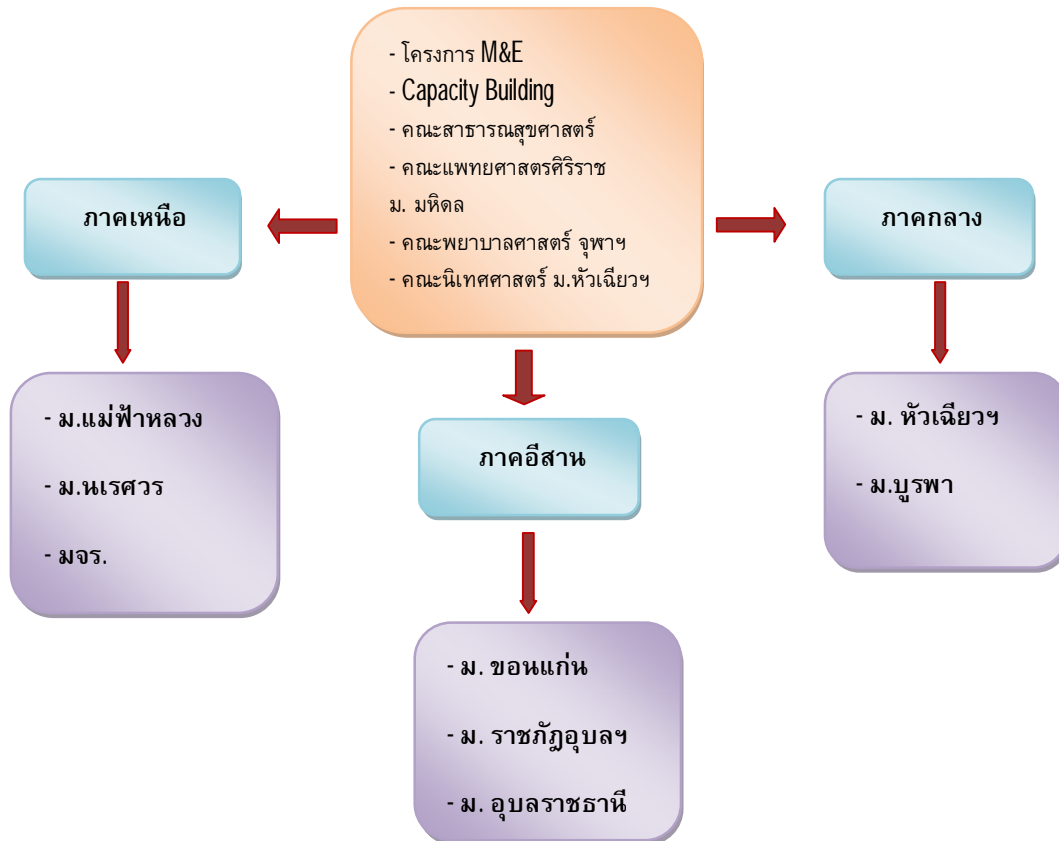 - โครงการ M&E
- Capacity Building
- คณะสาธารณสุขศาสตร์
- คณะแพทยศาสตรศิริราช
ม. มหิดล
- คณะพยาบาลศาสตร์ จุฬาฯ
- คณะนิเทศศาสตร์ ม.หัวเฉียวฯ
ภาคเหนือ
ภาคกลาง
- ม.แม่ฟ้าหลวง
- ม.นเรศวร
- มจร.
ภาคอีสาน
- ม. หัวเฉียวฯ
- ม.บูรพา
- ม. ขอนแก่น
- ม. ราชภัฎอุบลฯ
- ม. อุบลราชธานี